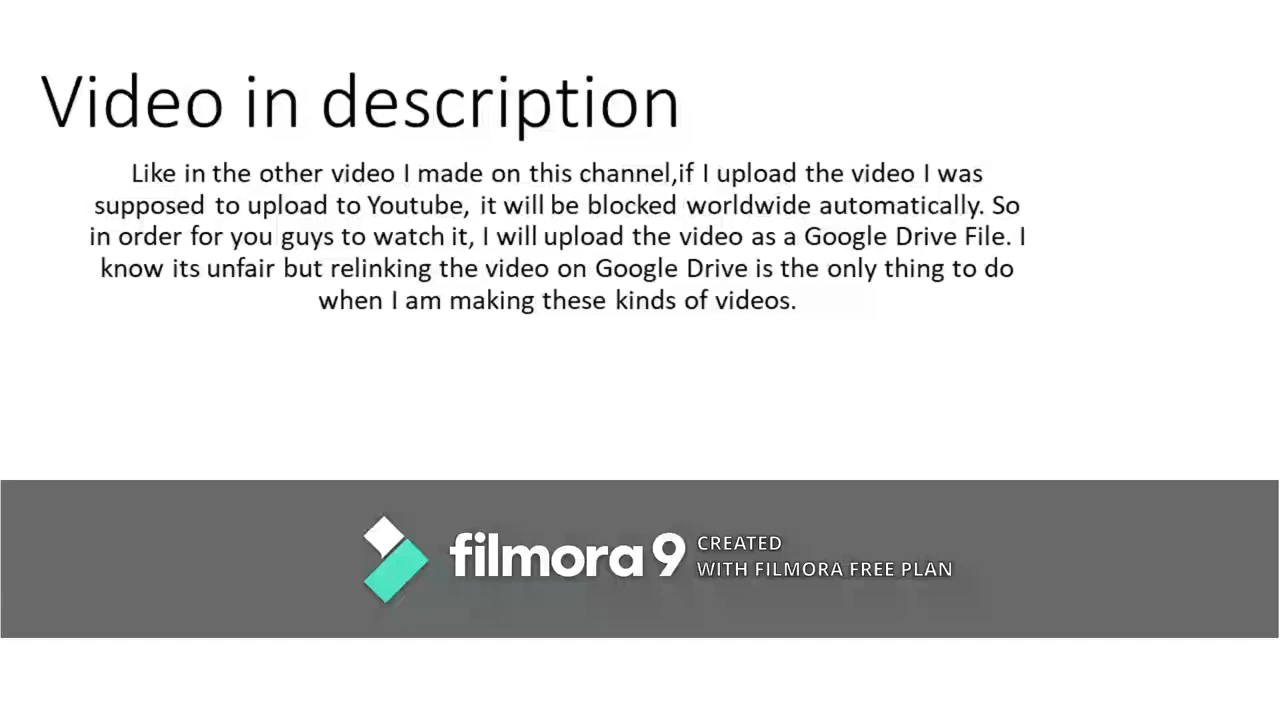 Video in description
Like in the other video I made on this channel,if I upload the video I was
supposed to upload to Youtube, it will be blocked worldwide automatically. So
in order for you guys to watch it, I will upload the video as a Google Drive File. I
know its unfair but relinking the video on Google Drive is the only thing to do
when I am making these kinds of videos.
filmora 9
CREATED
WITH FILMORA FREE PLAN